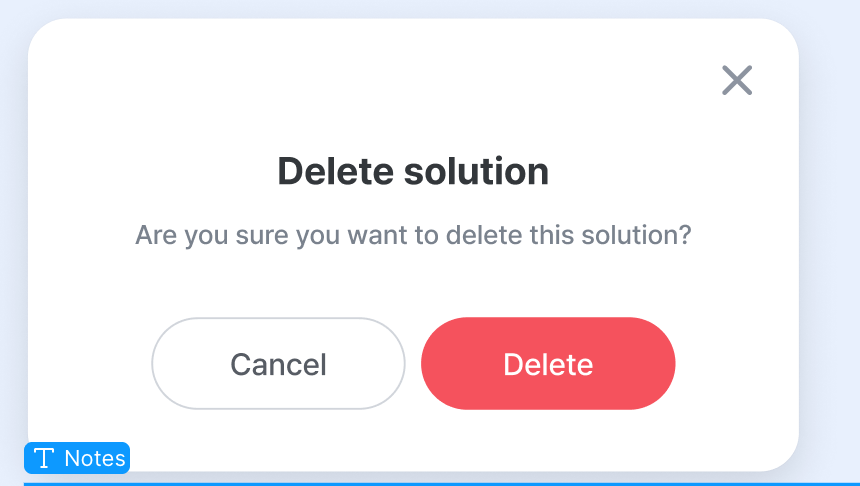 Delete solution
Are you sure you want to delete this solution?
Cancel
Delete
Notes